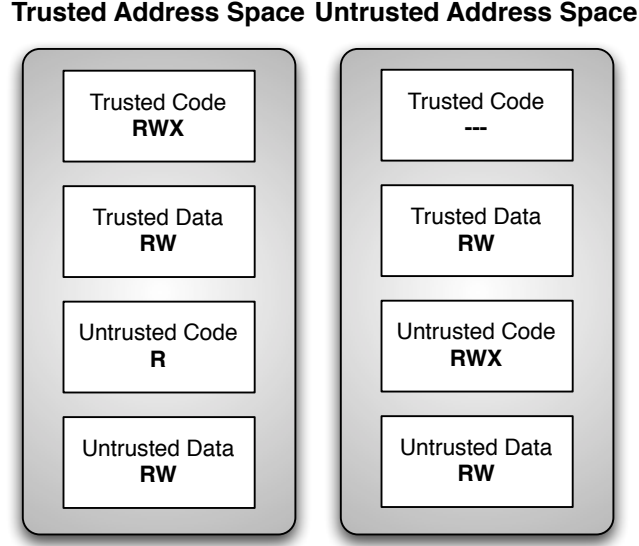 Trusted Address Space Untrusted Address Space
Trusted Code
RWX
Trusted Data
RW
Untrusted Code
R
Untrusted Data
RW
Trusted Code
---
Trusted Data
RW
Untrusted Code
RWX
Untrusted Data
RW